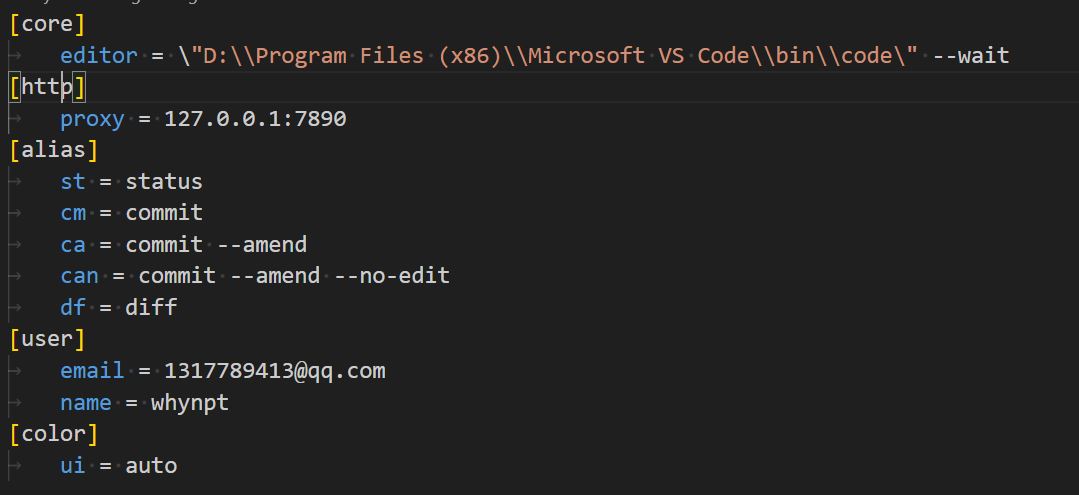 [core]
editor = \"D:\\Program Files (x86)\\Microsoft VS Code\\bin\\code\" --wait
[http]
proxy = 127.0.0.1:7890
[alias]
st = status
cm = commit
ca = commit --amend
can = commit --amend --no-edit
df = diff
[user]
email = 1317789413@qq.com
name = whynpt
[color]
ui = auto